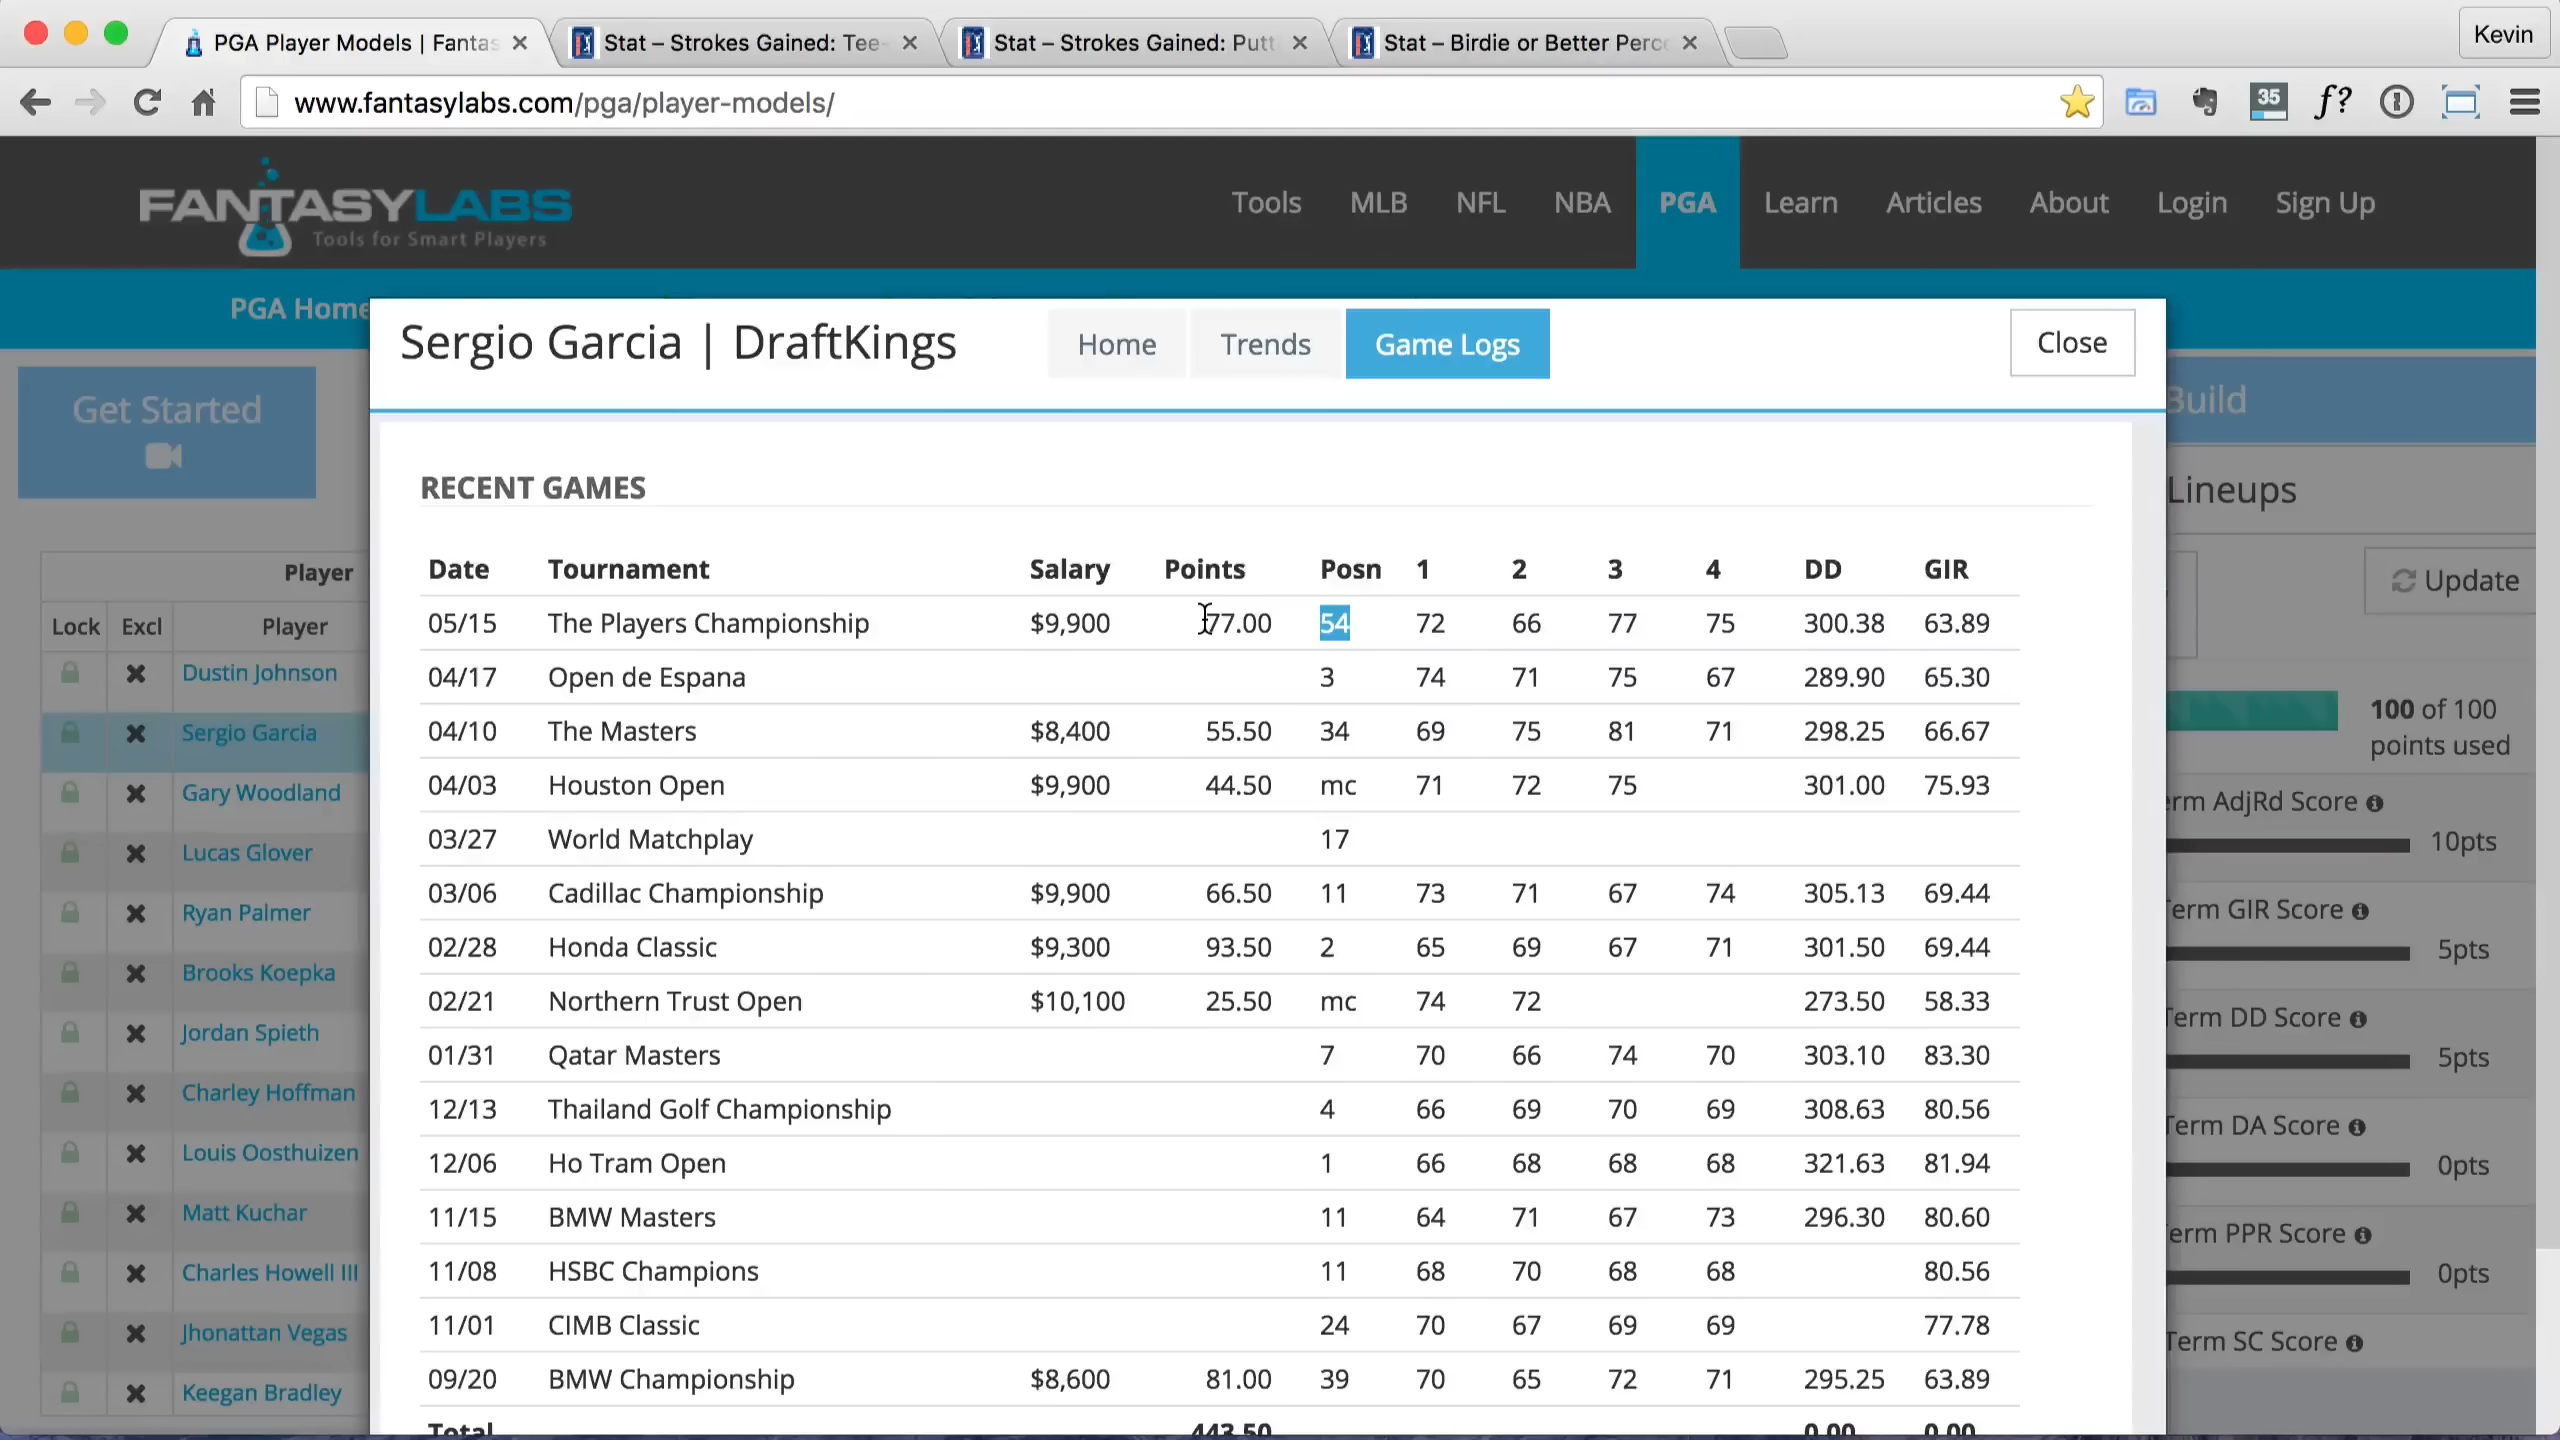 PGA Player Models | Fantas
Stat – Strokes Gained: Tee-
Stat – Strokes Gained: Putt
Stat – Birdie or Better Perc
Kevin
www.fantasylabs.com/pga/player-models/
35
f?
FANTASYLABS
Tools for Smart Players
Tools MLB NFL NBA PGA Learn Articles About Login Sign Up
PGA Home
Sergio Garcia | DraftKings
Home Trends Game Logs
Close
Get Started
Build
RECENT GAMES
Lineups
Date Tournament Salary Points Posn 1 2 3 4 DD GIR
Player
Update
Lock Excl Player
05/15 The Players Championship $9,900 77.00 54 72 66 77 75 300.38 63.89
Dustin Johnson
04/17 Open de Espana 3 74 71 75 67 289.90 65.30
Sergio Garcia
04/10 The Masters $8,400 55.50 34 69 75 81 71 298.25 66.67
100 of 100
points used
Gary Woodland
04/03 Houston Open $9,900 44.50 mc 71 72 75 301.00 75.93
erm AdjRd Score
10pts
Lucas Glover
03/27 World Matchplay 17
Ryan Palmer
03/06 Cadillac Championship $9,900 66.50 11 73 71 67 74 305.13 69.44
Term GIR Score
5pts
Brooks Koepka
02/28 Honda Classic $9,300 93.50 2 65 69 67 71 301.50 69.44
Jordan Spieth
02/21 Northern Trust Open $10,100 25.50 mc 74 72 273.50 58.33
Term DD Score
5pts
Charley Hoffman
01/31 Qatar Masters 7 70 66 74 70 303.10 83.30
12/13 Thailand Golf Championship 4 66 69 70 69 308.63 80.56
Term DA Score
0pts
Louis Oosthuizen
12/06 Ho Tram Open 1 66 68 68 68 321.63 81.94
Matt Kuchar
11/15 BMW Masters 11 64 71 67 73 296.30 80.60
erm PPR Score
0pts
Charles Howell III
11/08 HSBC Champions 11 68 70 68 68 80.56
Jhonattan Vegas
11/01 CIMB Classic 24 70 67 69 69 77.78
Term SC Score
Keegan Bradley
09/20 BMW Championship $8,600 81.00 39 70 65 72 71 295.25 63.89
Total 443.50 0.00 0.00